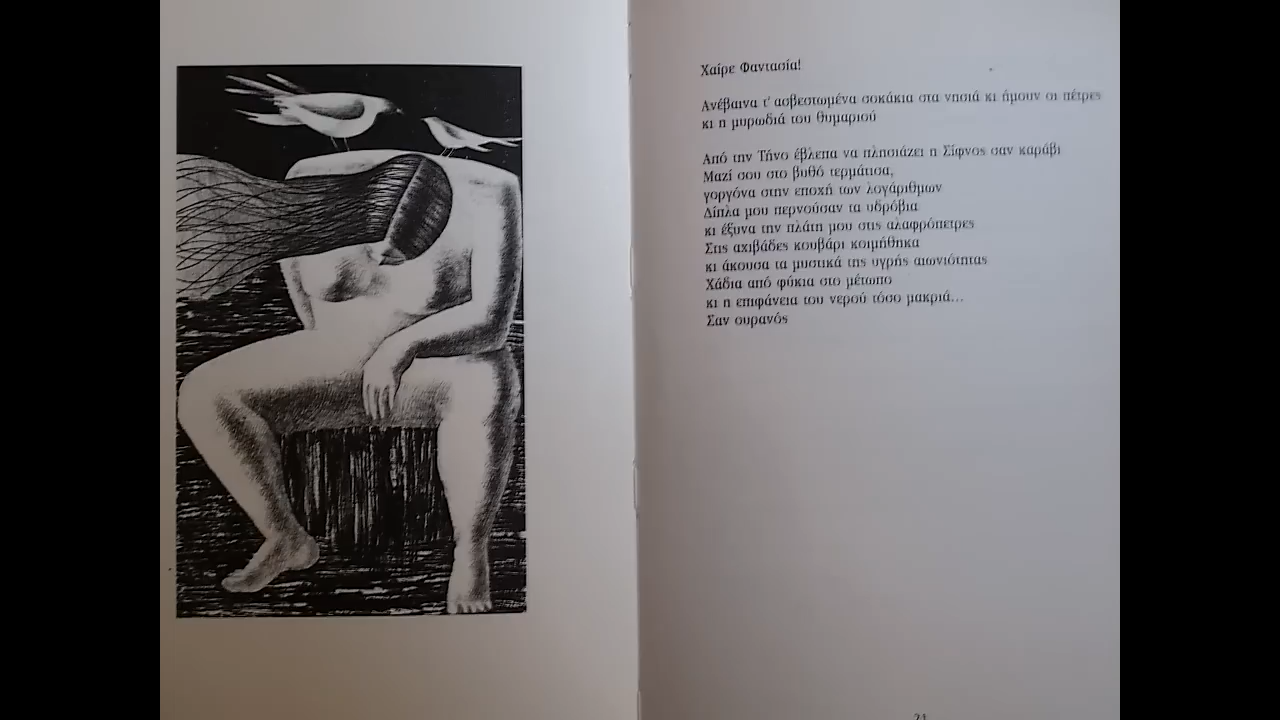 Χαίρε Φαντασία!
Ανέβαινα τ' ασβεστωμένα σοκάκια στα νησιά κι ήμουν οι πέτρες
κι η μυρωδιά του θυμαριού
Από την Τήνο έβλεπα να πλησιάζει η Σίφνος σαν καράβι
Μαζί σου στο βυθό τερμάτισα,
γοργόνα στην εποχή των λογάριθμων
Δίπλα μου περνούσαν τα υδρόβια
κι έξυνα την πλάτη μου στις αλαφρόπετρες
Στις αχιβάδες κουβάρι κοιμήθηκα
κι άκουσα τα μυστικά της υγρής αιωνιότητας
Χάδια από φύκια στο μέτωπο
κι η επιφάνεια του νερού τόσο μακριά...
Σαν ουρανός